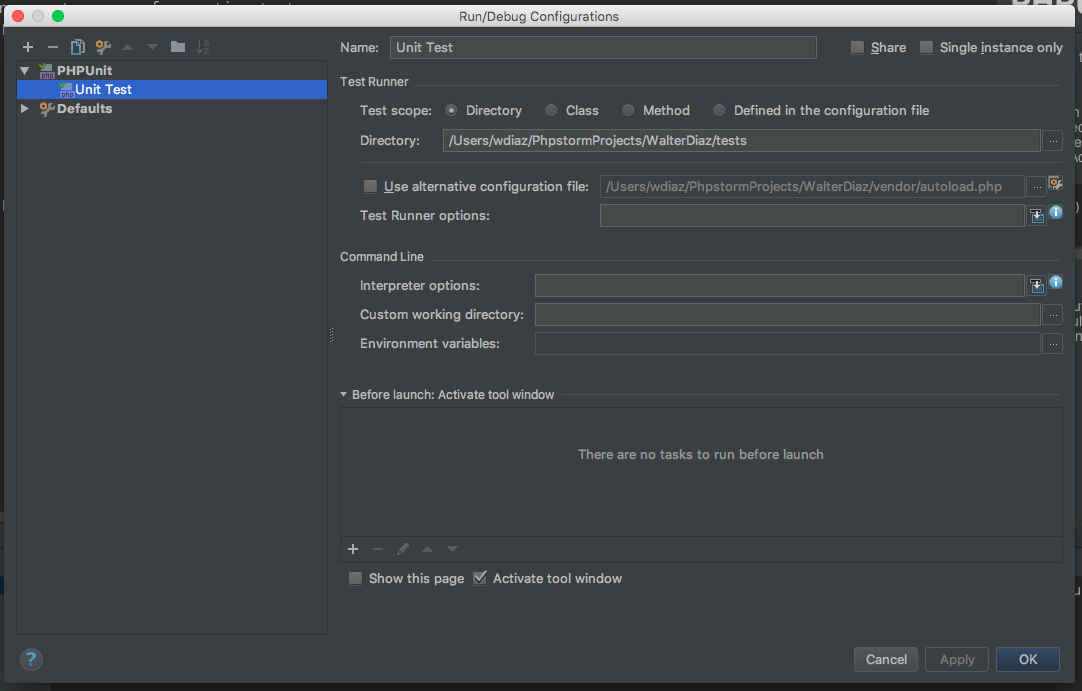 Run/Debug Configurations
Name: Unit Test Share Single instance only
PHPUnit
Unit Test
Defaults
Test Runner
Test scope: Directory Class Method Defined in the configuration file
Directory: /Users/wdiaz/PhpstormProjects/WalterDiaz/tests ...
Use alternative configuration file: /Users/wdiaz/PhpstormProjects/WalterDiaz/vendor/autoload.php ...
Test Runner options:
Command Line
Interpreter options:
Custom working directory: ...
Environment variables: ...
Before launch: Activate tool window
There are no tasks to run before launch
Show this page Activate tool window
? Cancel Apply OK